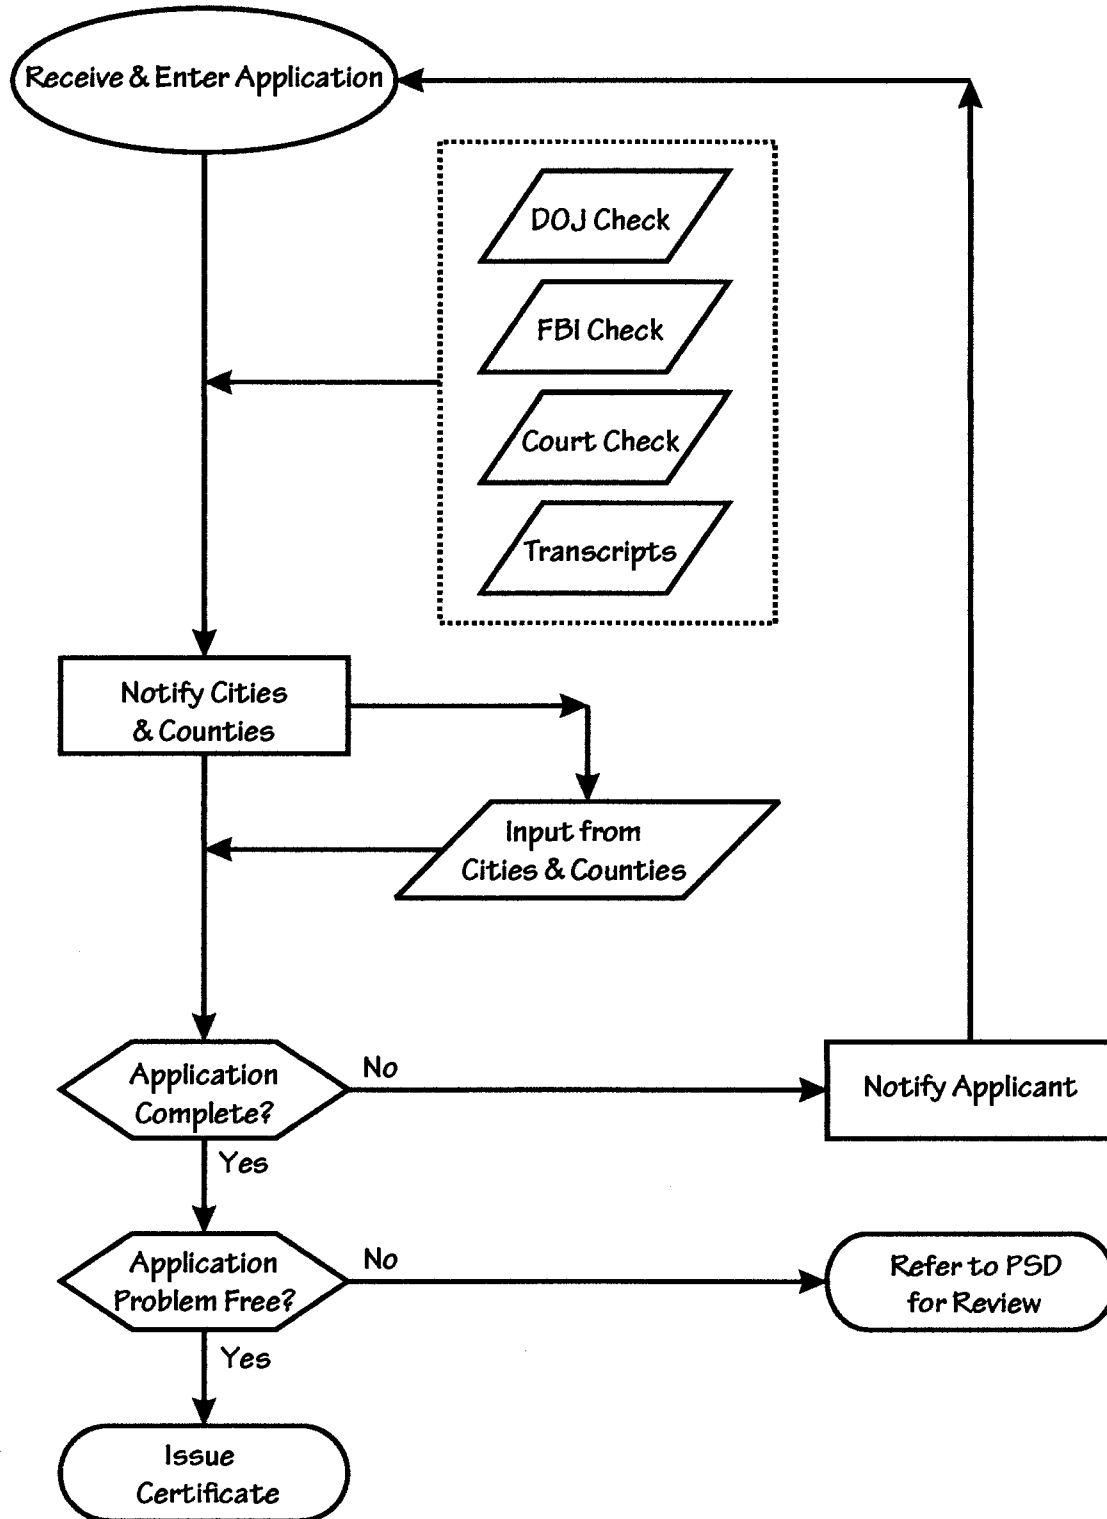 Receive & Enter Application
DOJ Check
FBI Check
Court Check
Transcripts
Notify Cities
& Counties
Input from
Cities & Counties
Application
Complete?
No
Notify Applicant
Yes
Application
Problem Free?
No
Refer to PSD
for Review
Yes
Issue
Certificate